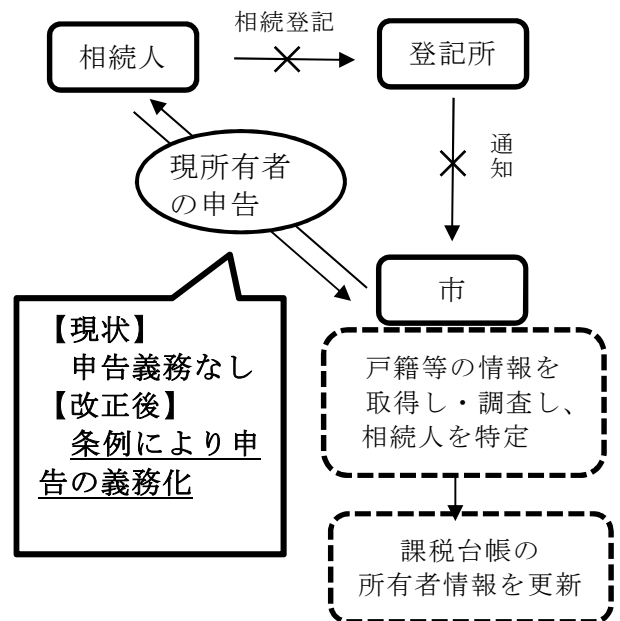 相続登記
相続人
登記所
通知
現所有者
の申告
市
【現状】
申告義務なし
【改正後】
条例により申
告の義務化
戸籍等の情報を
取得し・調査し、
相続人を特定
課税台帳の
所有者情報を更新